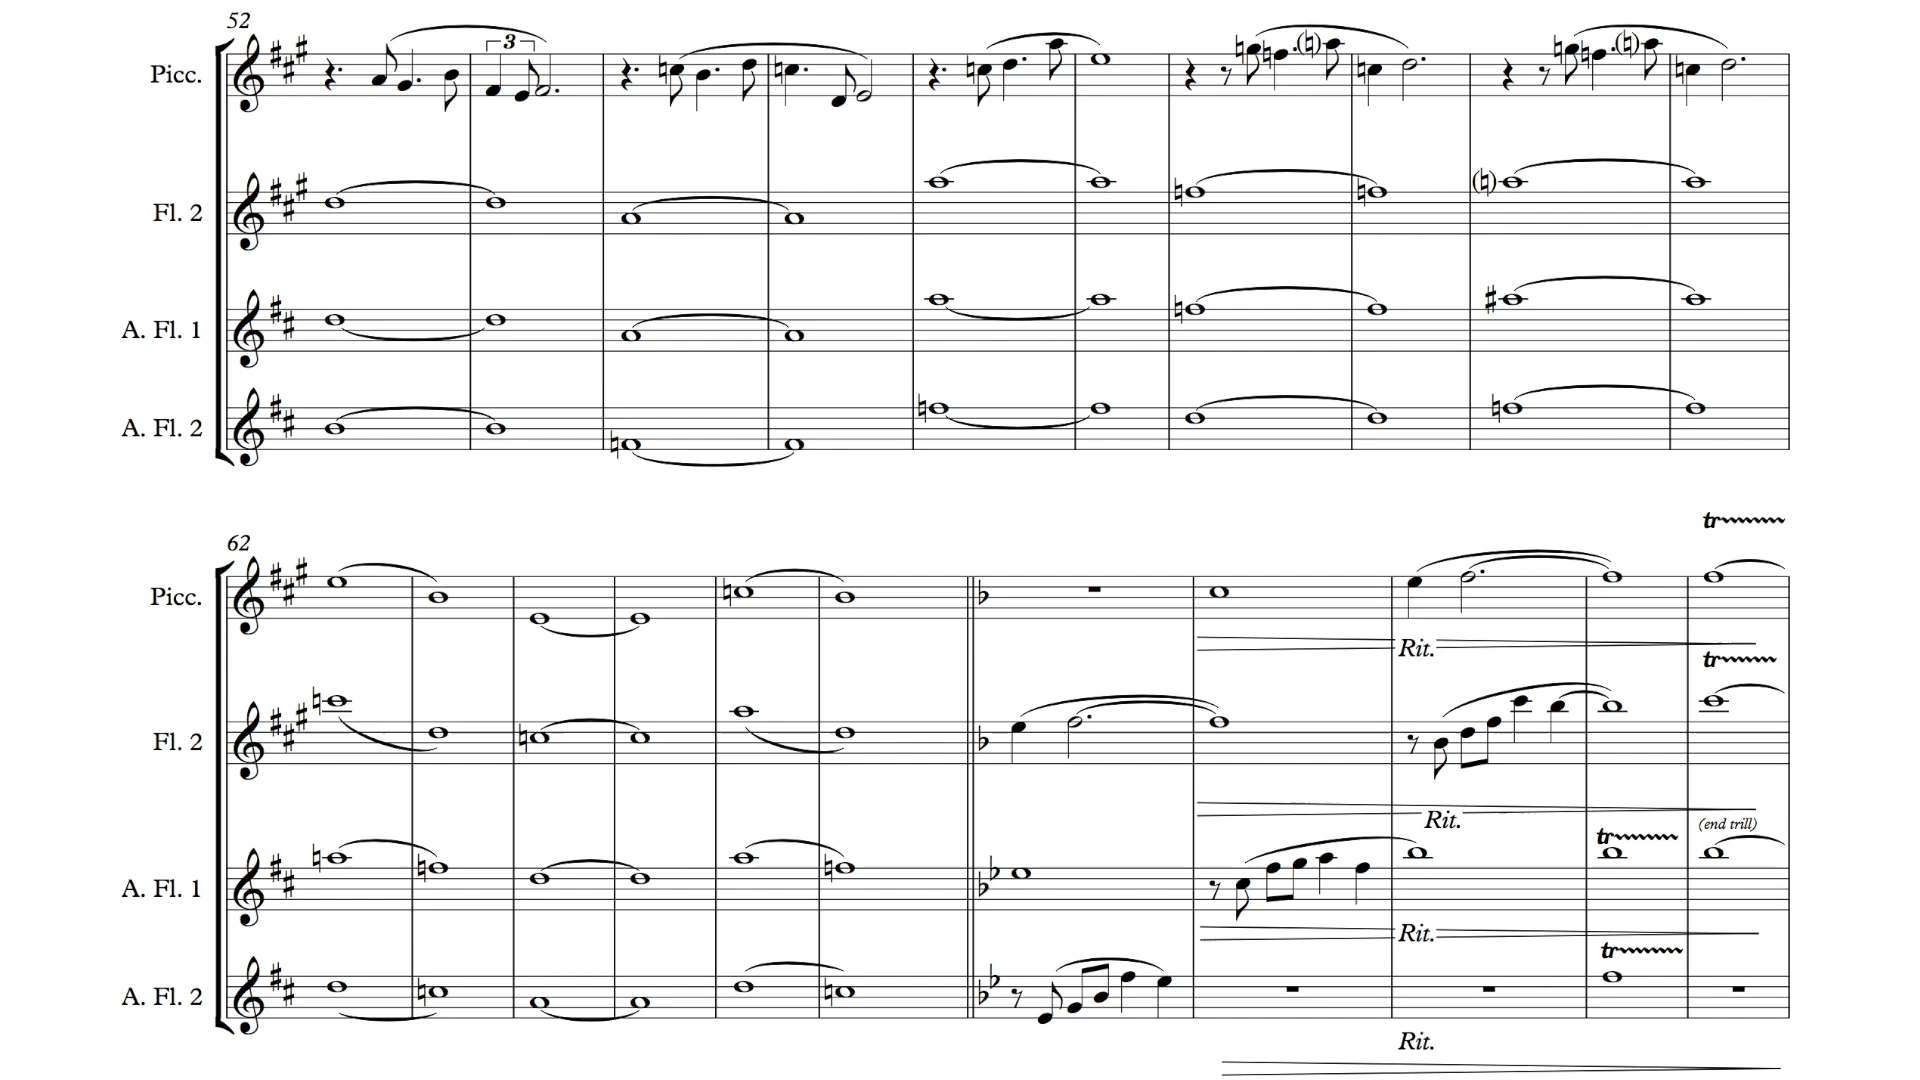 52
3
Picc.
Fl. 2
A. Fl. 1
A. Fl. 2
62
tr
Picc.
Rit.
tr
Fl. 2
Rit.
(end trill)
tr
A. Fl. 1
Rit.
tr
A. Fl. 2
Rit.